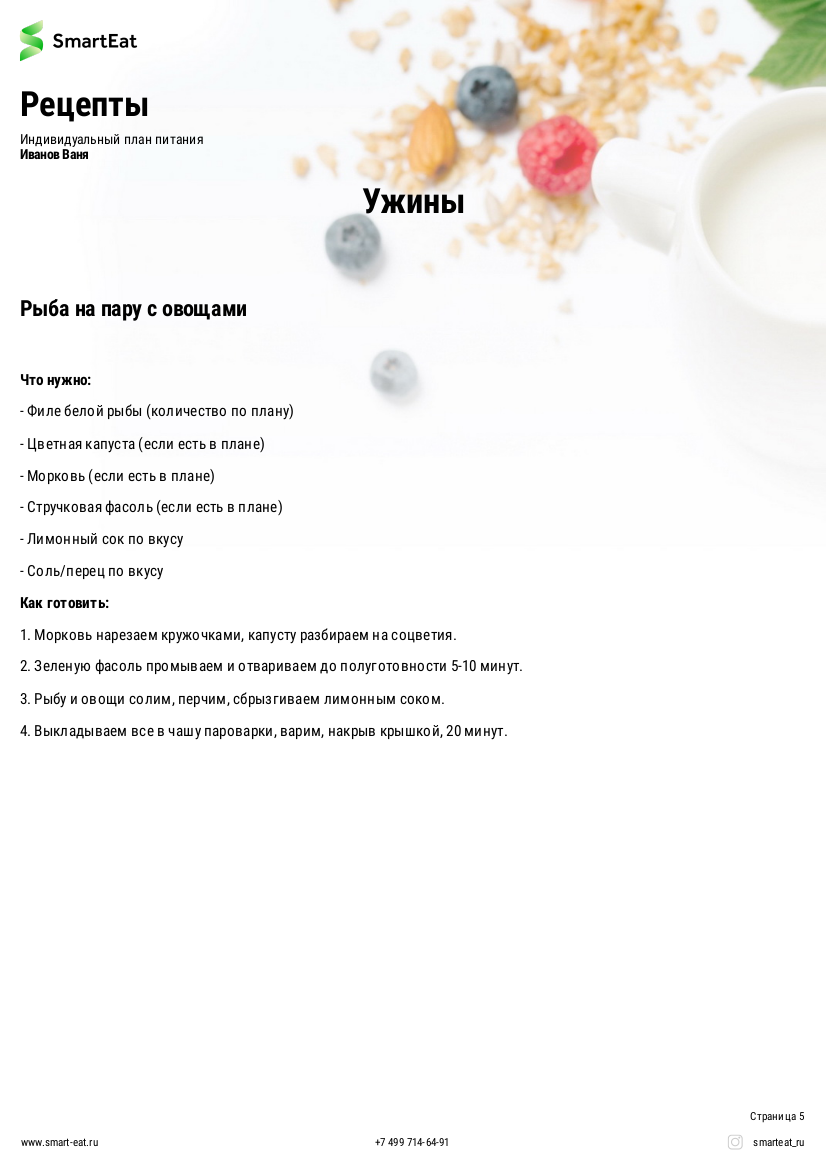 SmartEat
Рецепты
Индивидуальный план питания
Иванов Ваня
Ужины
Рыба на пару с овощами
Что нужно:
- Филе белой рыбы (количество по плану)
- Цветная капуста (если есть в плане)
- Морковь (если есть в плане)
- Стручковая фасоль (если есть в плане)
- Лимонный сок по вкусу
- Соль/перец по вкусу
Как готовить:
1. Морковь нарезаем кружочками, капусту разбираем на соцветия.
2. Зеленую фасоль промываем и отвариваем до полуготовности 5-10 минут.
3. Рыбу и овощи солим, перчим, сбрызгиваем лимонным соком.
4. Выкладываем все в чашу пароварки, варим, накрыв крышкой, 20 минут.
Страница 5
www.smart-eat.ru +7 499 714-64-91 smarteat_ru